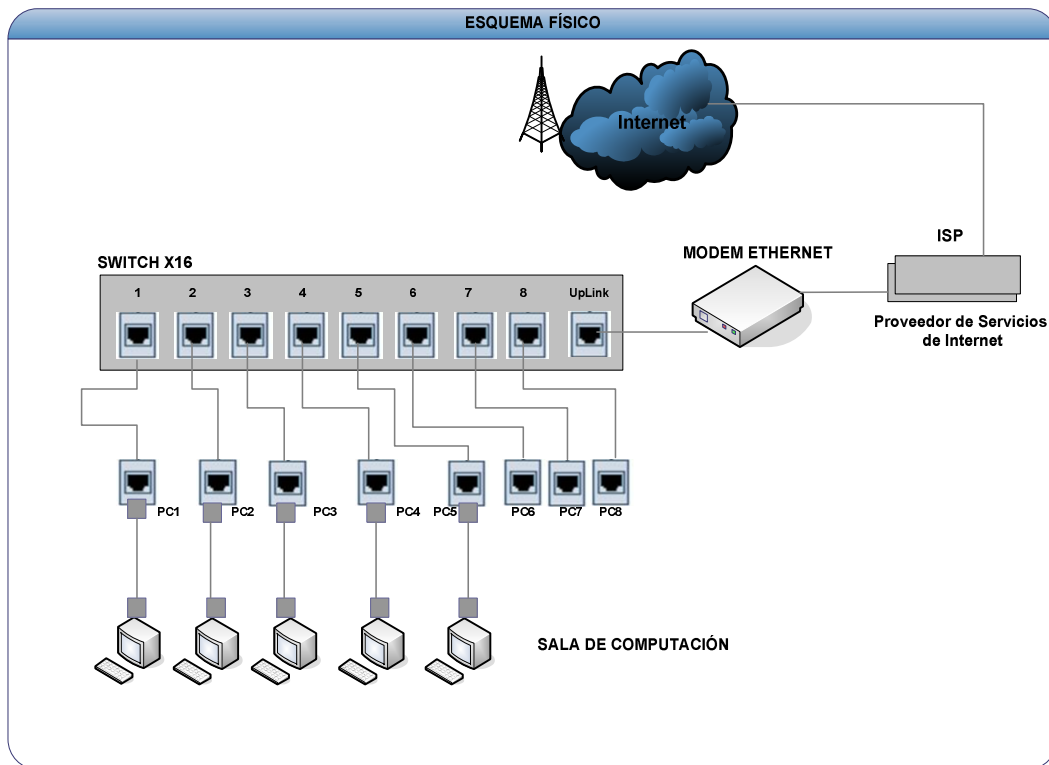 ESQUEMA FÍSICO
Internet
ISP
MODEM ETHERNET
SWITCH X16
1 2 3 4 5 6 7 8 UpLink
Proveedor de Servicios
de Internet
PC1 PC2 PC3 PC4 PC5 PC6 PC7 PC8
SALA DE COMPUTACIÓN